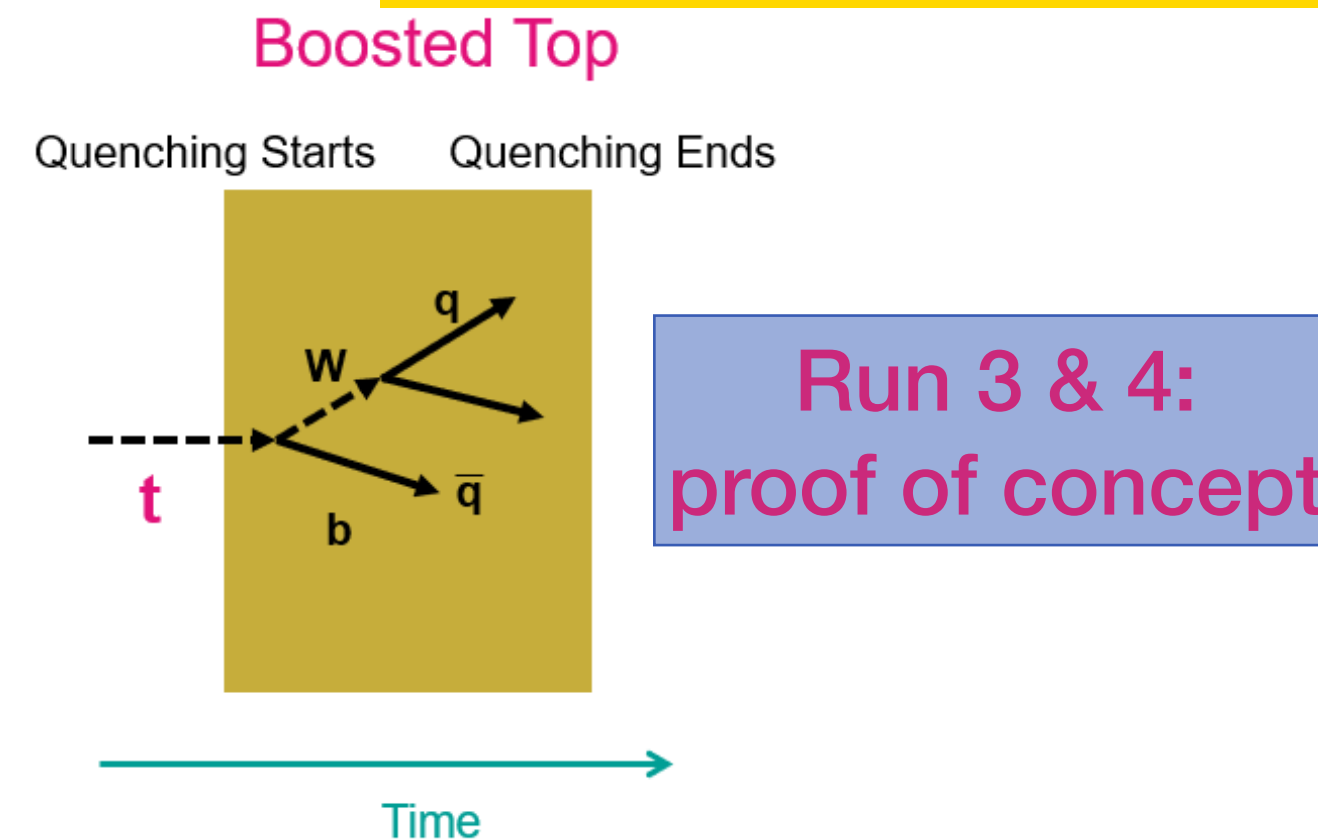 Boosted Top
Quenching Starts Quenching Ends
q
W
t
q̅
b
Run 3 & 4:
proof of concept
Time